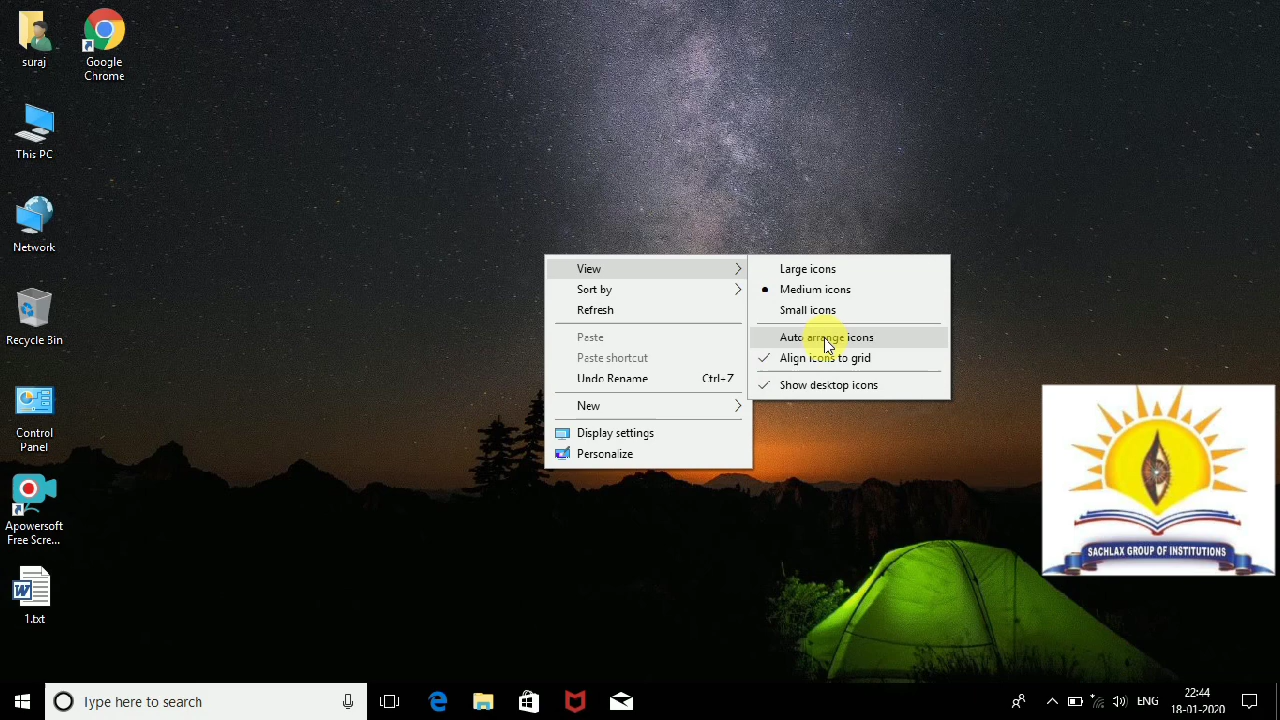 suraj
Google
Chrome
This PC
Network
Recycle Bin
Control
Panel
Apowersoft
Free Scre...
1.txt
View
Sort by
Refresh
Paste
Paste shortcut
Undo Rename Ctrl+Z
New
Display settings
Personalize
Large icons
Medium icons
Small icons
Auto arrange icons
Align icons to grid
Show desktop icons
SACHLAX GROUP OF INSTITUTIONS
Type here to search
ENG
22:44
18-01-2020